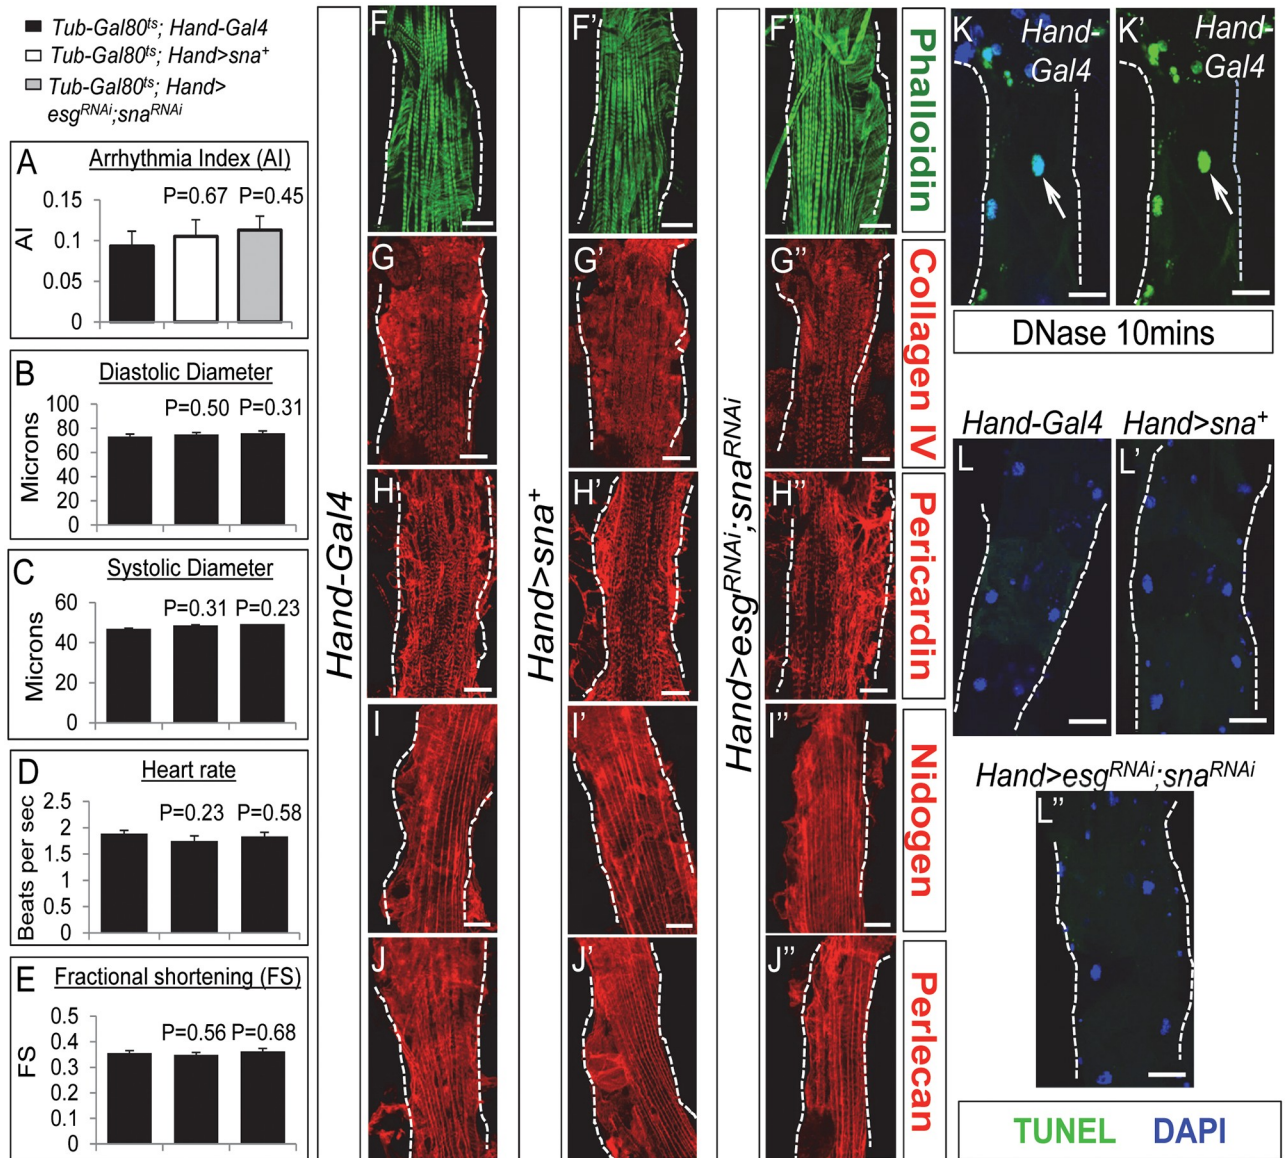 Tub-Gal80ts; Hand-Gal4
Tub-Gal80ts; Hand>sna+
Tub-Gal80ts; Hand>
esgRNAi;snaRNAi
A Arrhythmia Index (AI)
P=0.67 P=0.45
0.15
0.1
0.05
0
AI
B Diastolic Diameter
P=0.50 P=0.31
100
80
60
40
20
0
Microns
C Systolic Diameter
P=0.31 P=0.23
60
40
20
0
Microns
D Heart rate
P=0.23 P=0.58
2.5
2
1.5
1
0.5
0
Beats per sec
E Fractional shortening (FS)
P=0.56 P=0.68
0.5
0.4
0.3
0.2
0.1
0
FS
Hand-Gal4
Hand>sna+
Hand>esgRNAi;snaRNAi
F F' F''
Phalloidin
G G' G''
Collagen IV
H H' H''
Pericardin
I I' I''
Nidogen
J J' J''
Perlecan
K Hand-
Gal4
K' Hand-
Gal4
DNase 10mins
Hand-Gal4 Hand>sna+
L L'
Hand>esgRNAi;snaRNAi
L''
TUNEL DAPI